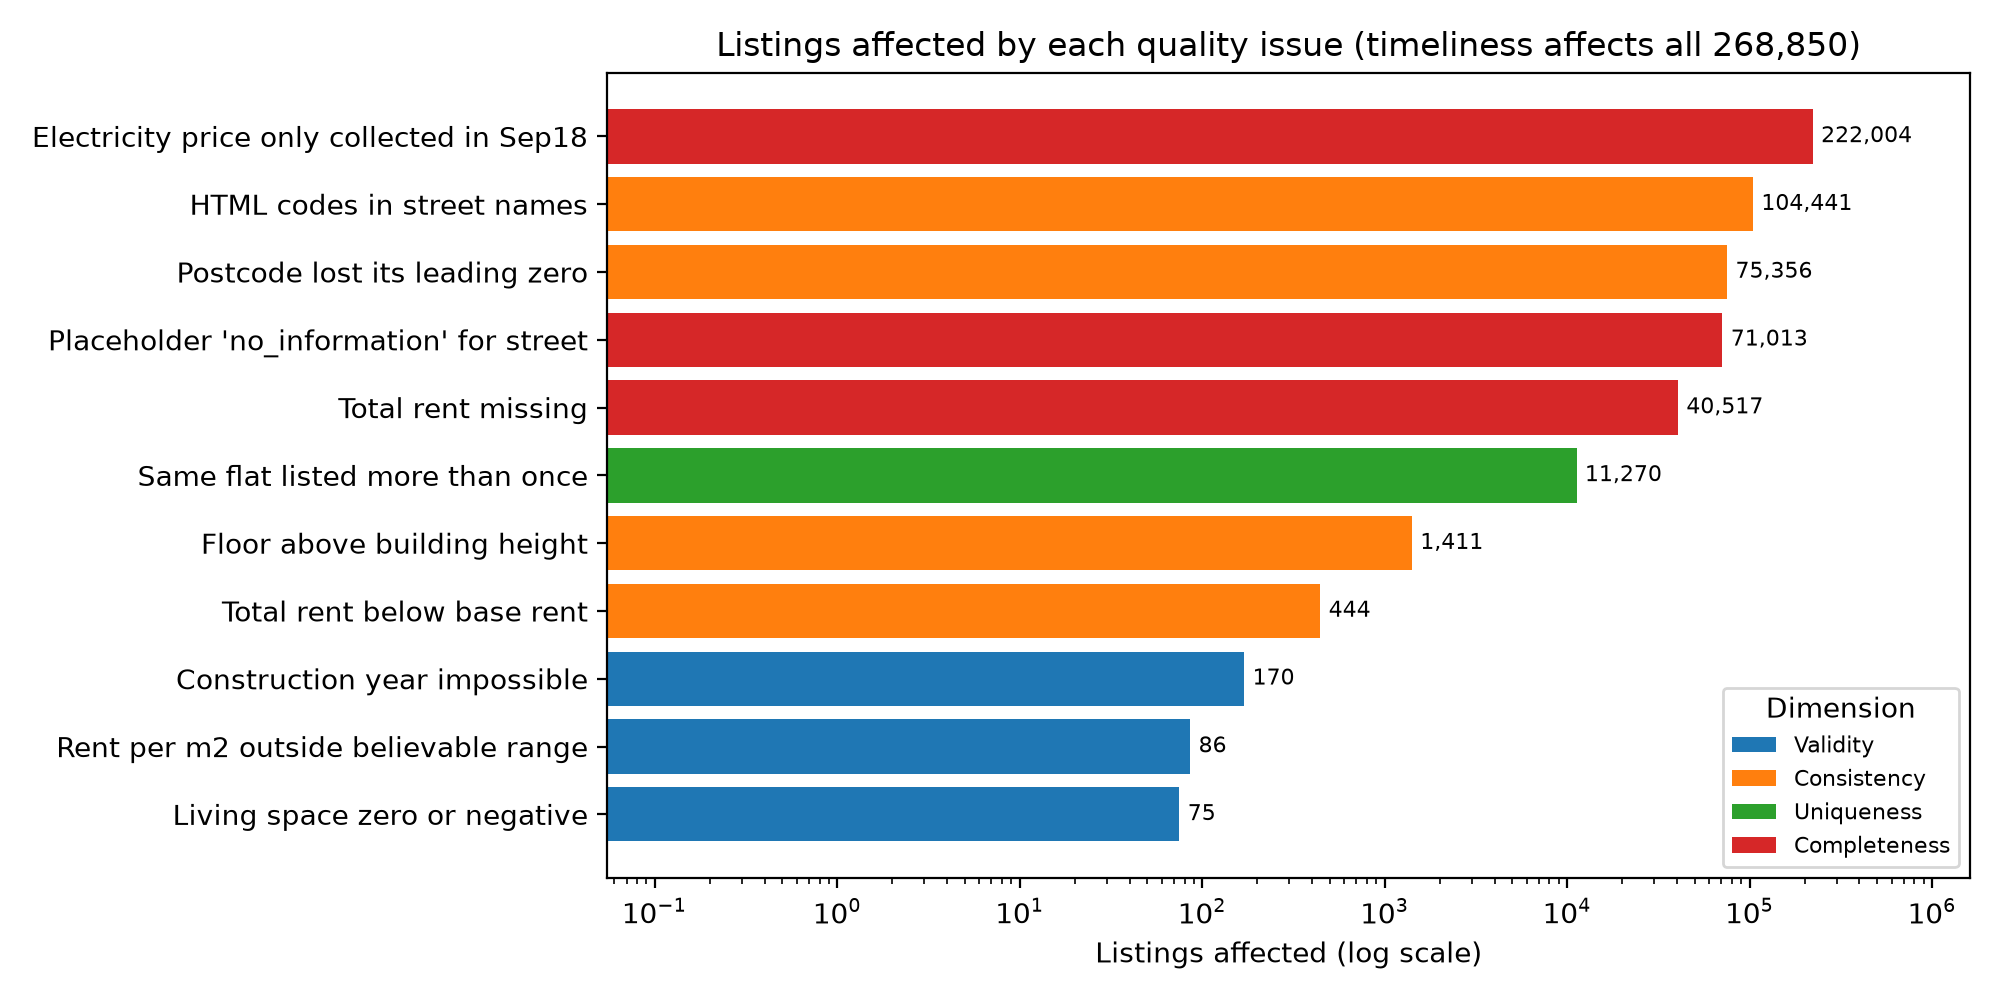 Listings affected by each quality issue (timeliness affects all 268,850)
Electricity price only collected in Sep18 222,004
HTML codes in street names 104,441
Postcode lost its leading zero 75,356
Placeholder 'no_information' for street 71,013
Total rent missing 40,517
Same flat listed more than once 11,270
Floor above building height 1,411
Total rent below base rent 444
Construction year impossible 170
Rent per m2 outside believable range 86
Living space zero or negative 75
Dimension
Validity
Consistency
Uniqueness
Completeness
10⁻¹ 10⁰ 10¹ 10² 10³ 10⁴ 10⁵ 10⁶
Listings affected (log scale)